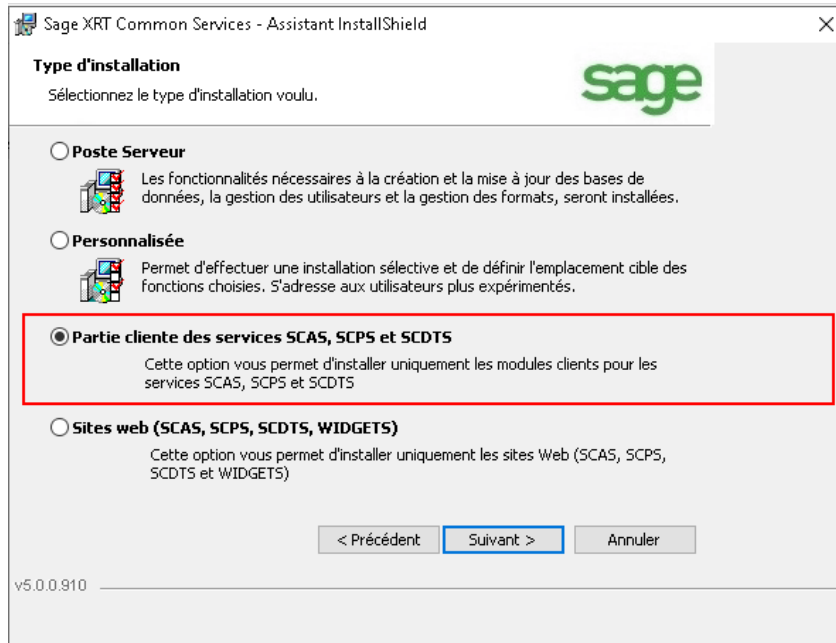 Sage XRT Common Services - Assistant InstallShield
Type d'installation
Sélectionnez le type d'installation voulu.
sage
Poste Serveur
Les fonctionnalités nécessaires à la création et la mise à jour des bases de
données, la gestion des utilisateurs et la gestion des formats, seront installées.
Personnalisée
Permet d'effectuer une installation sélective et de définir l'emplacement cible des
fonctions choisies. S'adresse aux utilisateurs plus expérimentés.
Partie cliente des services SCAS, SCPS et SCDTS
Cette option vous permet d'installer uniquement les modules clients pour les
services SCAS, SCPS et SCDTS
Sites web (SCAS, SCPS, SCDTS, WIDGETS)
Cette option vous permet d'installer uniquement les sites Web (SCAS, SCPS,
SCDTS et WIDGETS)
< Précédent Suivant > Annuler
v5.0.0.910